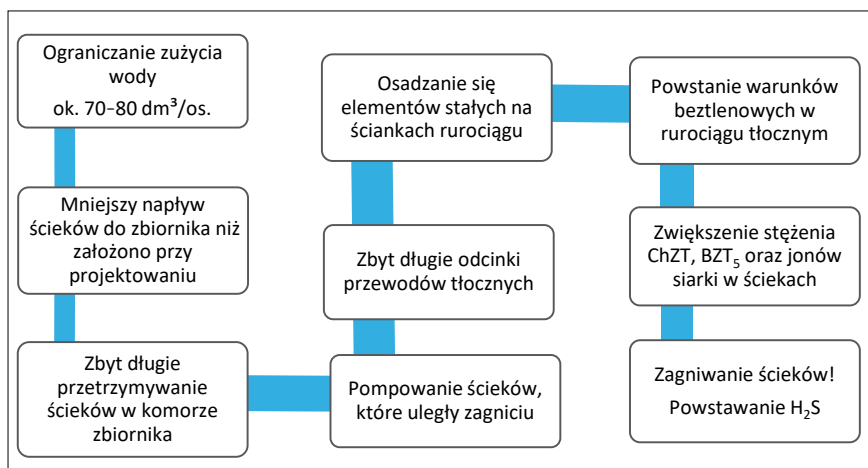 Ograniczanie zużycia
wody
ok. 70-80 dm³/os.
Mniejszy napływ
ścieków do zbiornika niż
założono przy
projektowaniu
Zbyt długie
przetrzymywanie
ścieków w komorze
zbiornika
Pompowanie ścieków,
które uległy zagniciu
Zbyt długie odcinki
przewodów tłocznych
Osadzanie się
elementów stałych na
ściankach rurociągu
Powstanie warunków
beztlenowych w
rurociągu tłocznym
Zwiększenie stężenia
ChZT, BZT₅ oraz jonów
siarki w ściekach
Zagniwanie ścieków!
Powstawanie H₂S